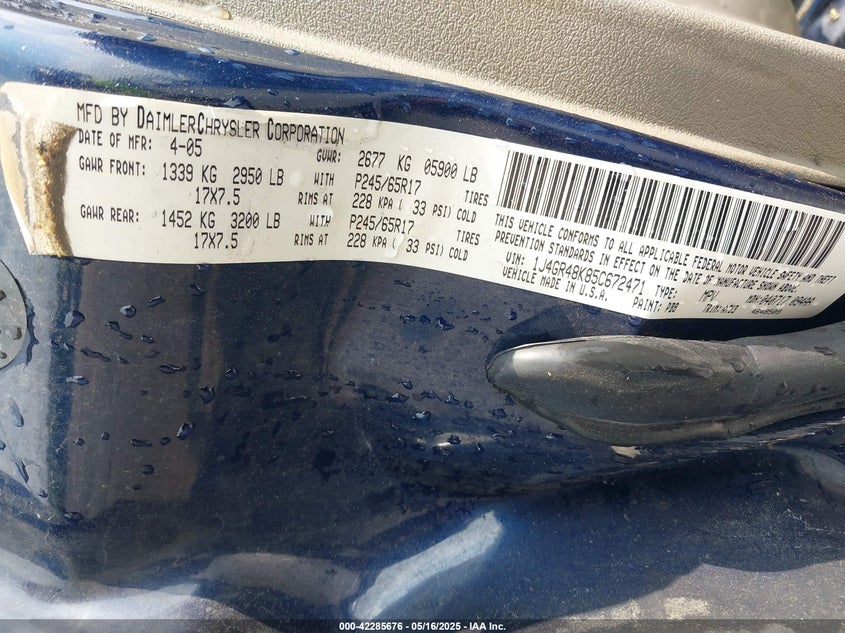 MFD BY DAIMLERCHRYSLER CORPORATION
DATE OF MFR: 4-05 GVWR: 2677 KG 05900 LB
GAWR FRONT: 1339 KG 2950 LB WITH P245/65R17 TIRES
17X7.5 RIMS AT 228 KPA ( 33 PSI) COLD
GAWR REAR: 1452 KG 3200 LB WITH P245/65R17 TIRES
17X7.5 RIMS AT 228 KPA ( 33 PSI) COLD
THIS VEHICLE CONFORMS TO ALL APPLICABLE FEDERAL MOTOR VEHICLE SAFETY AND THEFT
PREVENTION STANDARDS IN EFFECT ON THE DATE OF MANUFACTURE SHOWN ABOVE.
VIN: 1J4GR48K85C672471 TYPE: MPV MDH:
VEHICLE MADE IN U.S.A. PAINT: PBB TRIM:
000-42285676 - 05/16/2025 - IAA Inc.